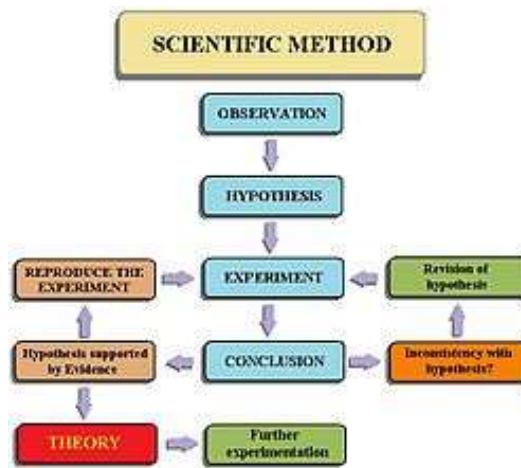 SCIENTIFIC METHOD
OBSERVATION
HYPOTHESIS
REPRODUCE THE
EXPERIMENT
EXPERIMENT
Revision of
hypothesis
Hypothesis supported
by Evidence
CONCLUSION
Inconsistency with
hypothesis?
THEORY
Further
experimentation